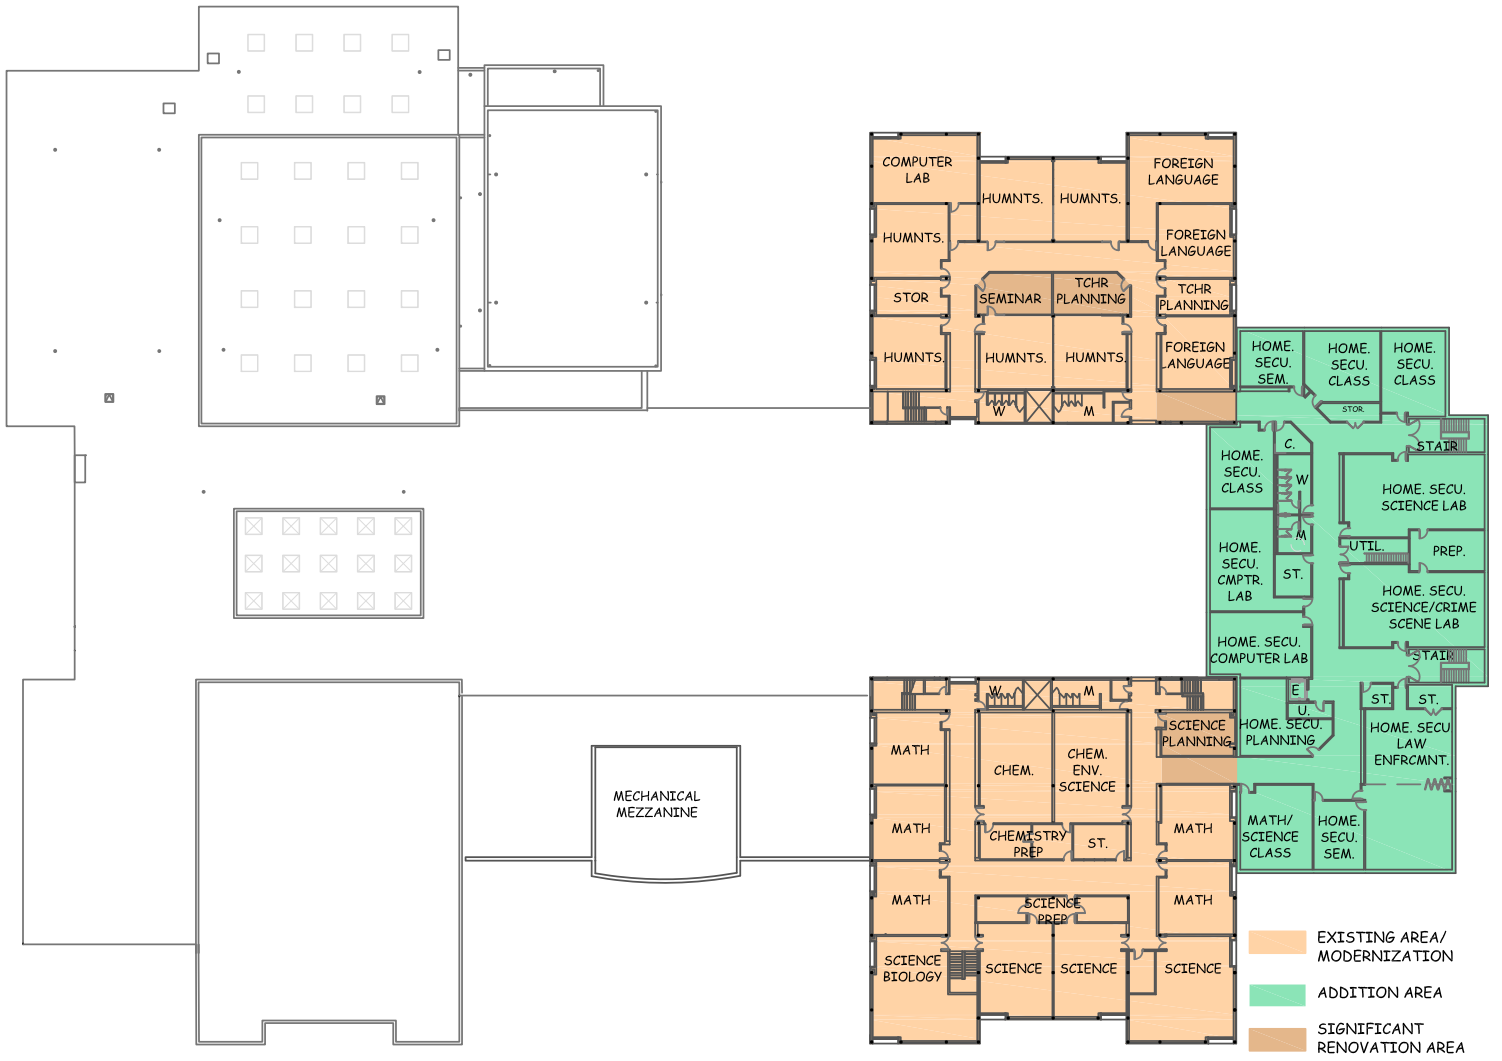 COMPUTER
LAB
HUMNTS.
HUMNTS.
FOREIGN
LANGUAGE
HUMNTS.
FOREIGN
LANGUAGE
STOR
SEMINAR
TCHR
PLANNING
TCHR
PLANNING
HUMNTS.
HUMNTS.
HUMNTS.
FOREIGN
LANGUAGE
W
M
HOME.
SECU.
SEM.
HOME.
SECU.
CLASS
HOME.
SECU.
CLASS
STOR.
C.
STAIR
HOME.
SECU.
CLASS
W
HOME. SECU.
SCIENCE LAB
M
UTIL.
PREP.
HOME.
SECU.
CMPTR.
LAB
ST.
HOME. SECU.
SCIENCE/CRIME
SCENE LAB
HOME. SECU.
COMPUTER LAB
STAIR
E
U.
ST.
ST.
HOME. SECU.
PLANNING
HOME. SECU
LAW
ENFRCMNT.
MATH/
SCIENCE
CLASS
HOME.
SECU.
SEM.
W
M
MATH
CHEM.
CHEM.
ENV.
SCIENCE
SCIENCE
PLANNING
MECHANICAL
MEZZANINE
MATH
CHEMISTRY
PREP
ST.
MATH
MATH
SCIENCE
PREP
MATH
SCIENCE
BIOLOGY
SCIENCE
SCIENCE
SCIENCE
EXISTING AREA/
MODERNIZATION
ADDITION AREA
SIGNIFICANT
RENOVATION AREA